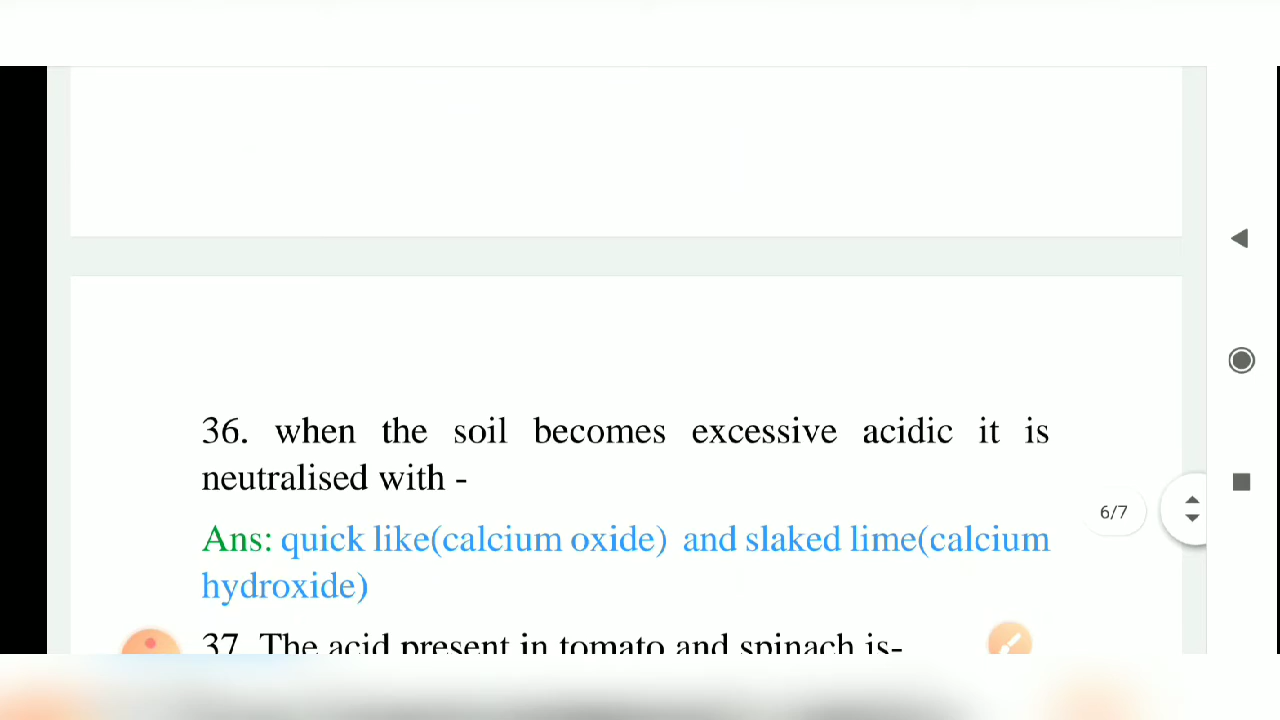 36. when the soil becomes excessive acidic it is
neutralised with -
6/7
Ans: quick like(calcium oxide) and slaked lime(calcium
hydroxide)
37. The acid present in tomato and spinach is-